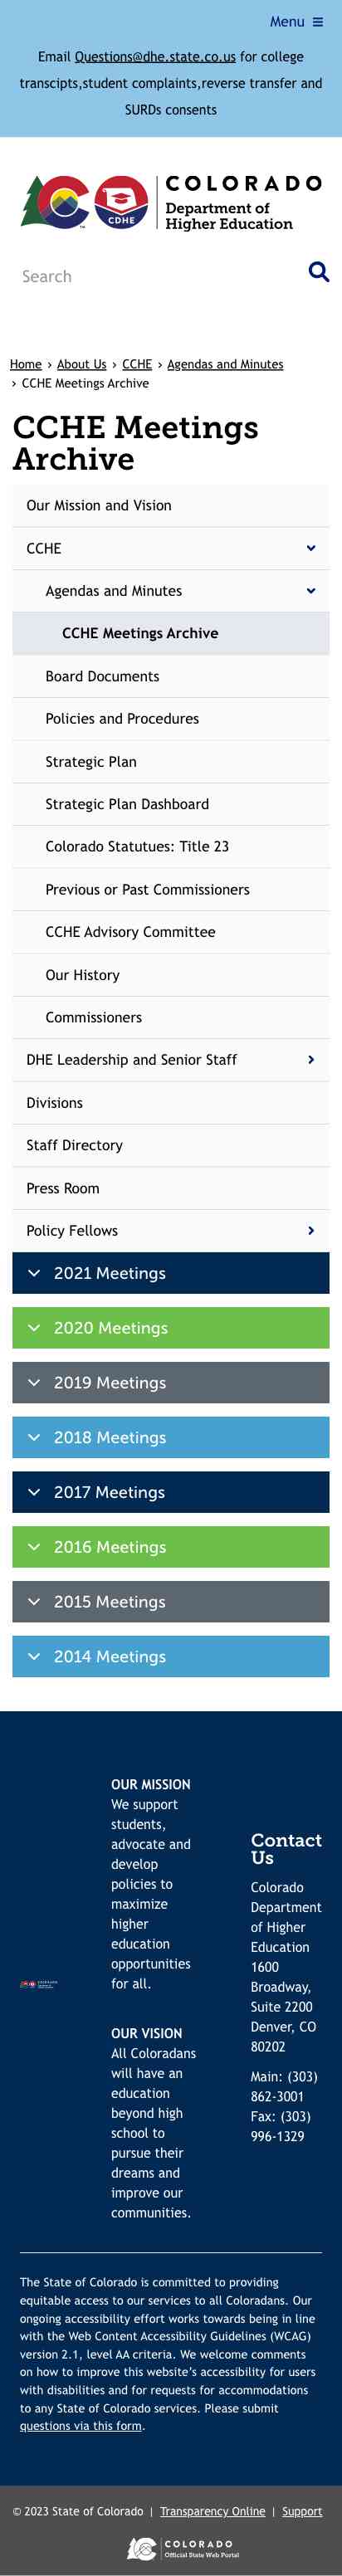 Menu
Email Questions@dhe.state.co.us for college
transcipts,student complaints,reverse transfer and
SURDs consents
CDHE
COLORADO
Department of
Higher Education
Search
Home › About Us › CCHE › Agendas and Minutes
› CCHE Meetings Archive
CCHE Meetings
Archive
Our Mission and Vision
CCHE
Agendas and Minutes
CCHE Meetings Archive
Board Documents
Policies and Procedures
Strategic Plan
Strategic Plan Dashboard
Colorado Statutues: Title 23
Previous or Past Commissioners
CCHE Advisory Committee
Our History
Commissioners
DHE Leadership and Senior Staff
Divisions
Staff Directory
Press Room
Policy Fellows
2021 Meetings
2020 Meetings
2019 Meetings
2018 Meetings
2017 Meetings
2016 Meetings
2015 Meetings
2014 Meetings
OUR MISSION
We support
students,
advocate and
develop
policies to
maximize
higher
education
opportunities
for all.
OUR VISION
All Coloradans
will have an
education
beyond high
school to
pursue their
dreams and
improve our
communities.
Contact
Us
Colorado
Department
of Higher
Education
1600
Broadway,
Suite 2200
Denver, CO
80202
Main: (303)
862-3001
Fax: (303)
996-1329
The State of Colorado is committed to providing
equitable access to our services to all Coloradans. Our
ongoing accessibility effort works towards being in line
with the Web Content Accessibility Guidelines (WCAG)
version 2.1, level AA criteria. We welcome comments
on how to improve this website's accessibility for users
with disabilities and for requests for accommodations
to any State of Colorado services. Please submit
questions via this form.
© 2023 State of Colorado | Transparency Online | Support
COLORADO
Official State Web Portal